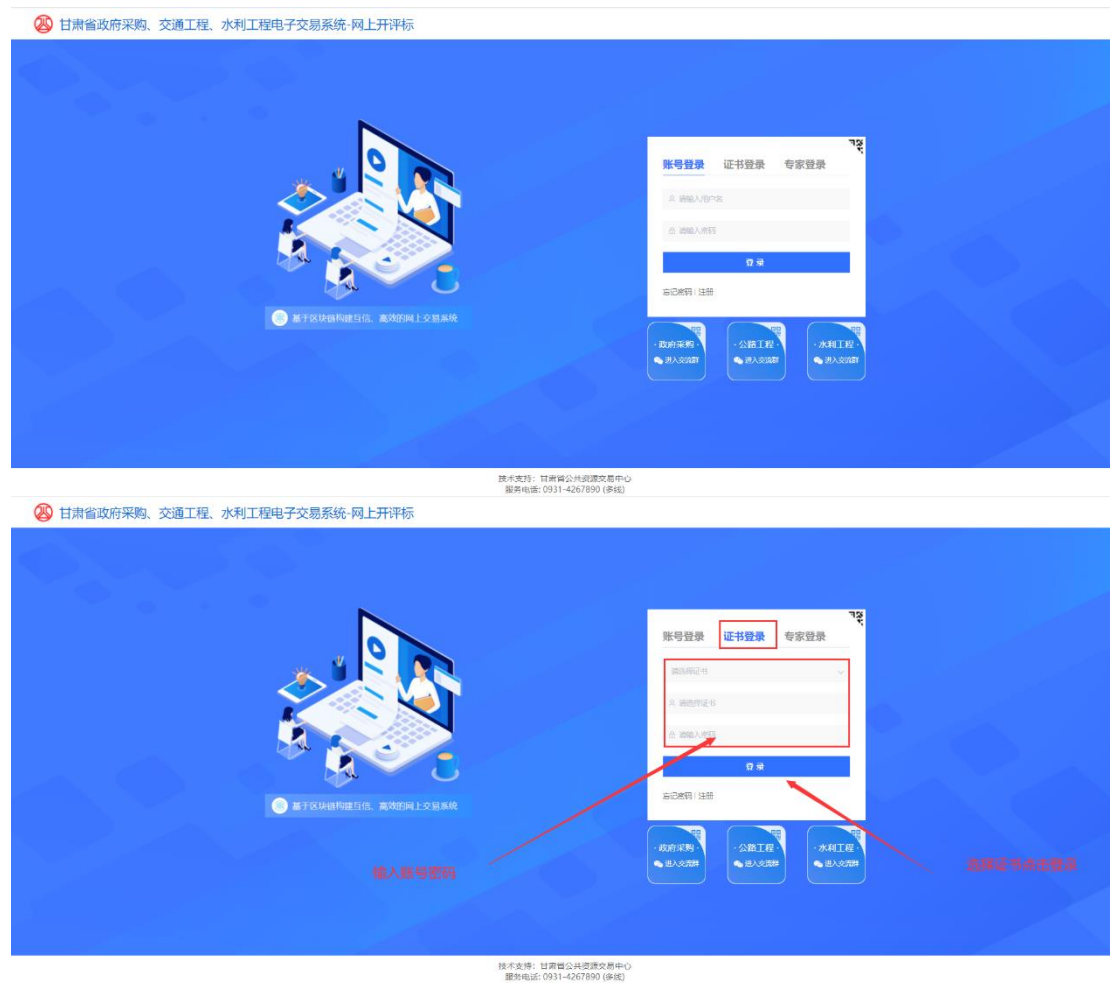 甘肃省政府采购、交通工程、水利工程电子交易系统-网上开评标
账号登录 证书登录 专家登录
请输入用户名
请输入密码
登 录
忘记密码 | 注册
基于区块链构建互信、高效的网上交易系统
·政府采购· ·公路工程· ·水利工程·
进入交流群 进入交流群 进入交流群
技术支持：甘肃省公共资源交易中心
服务电话: 0931-4267890 (多线)
甘肃省政府采购、交通工程、水利工程电子交易系统-网上开评标
账号登录 证书登录 专家登录
请选择证书
请选择证书
请输入密码
登 录
忘记密码 | 注册
基于区块链构建互信、高效的网上交易系统
·政府采购· ·公路工程· ·水利工程·
进入交流群 进入交流群 进入交流群
输入账号密码
选择证书点击登录
技术支持：甘肃省公共资源交易中心
服务电话: 0931-4267890 (多线)